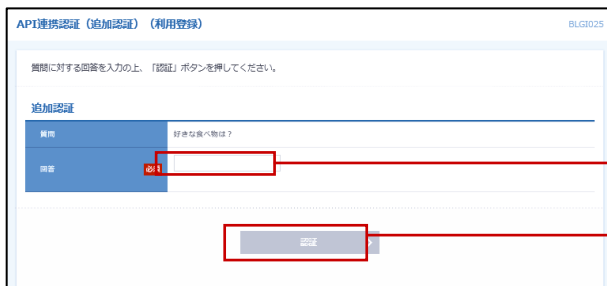 API連携認証（追加認証）（利用登録）
BLGI025
質問に対する回答を入力の上、「認証」ボタンを押してください。
追加認証
質問
好きな食べ物は？
回答
必須
認証